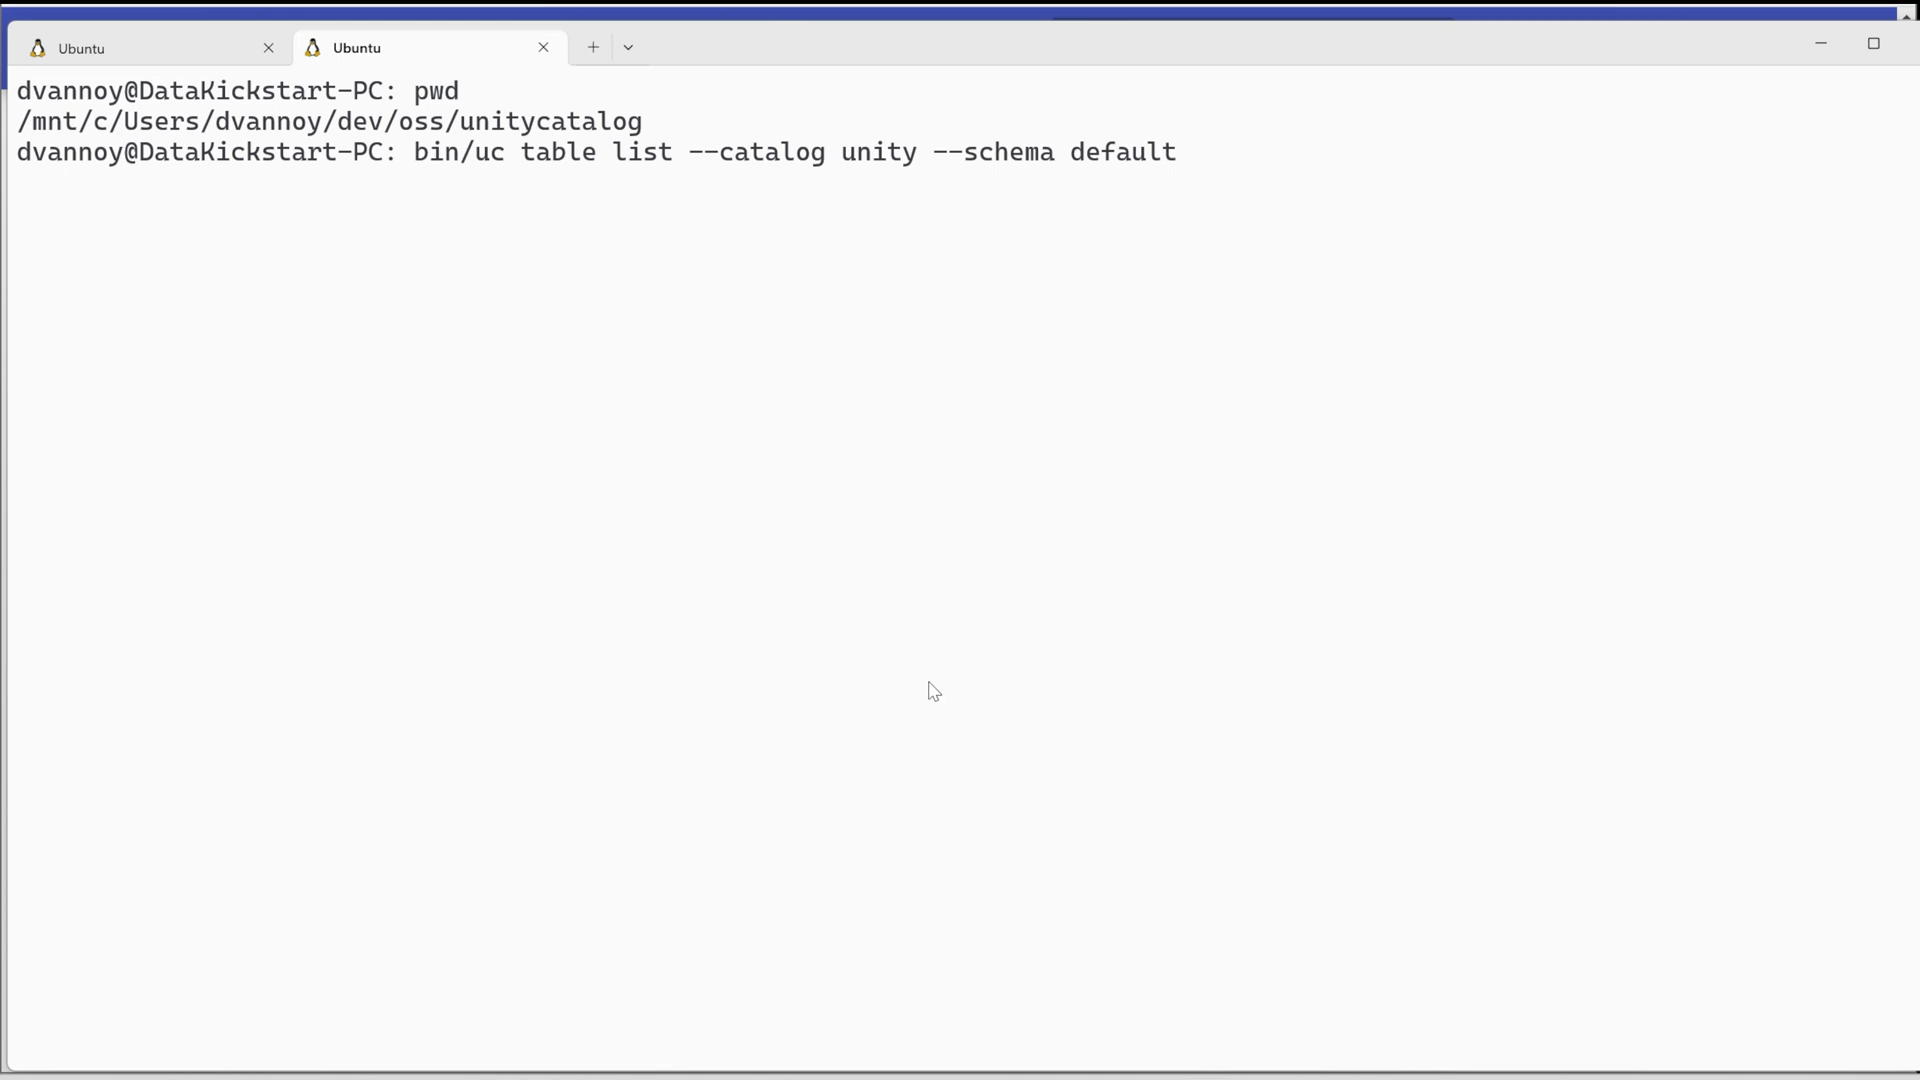 Ubuntu
Ubuntu
dvannoy@DataKickstart-PC: pwd
/mnt/c/Users/dvannoy/dev/oss/unitycatalog
dvannoy@DataKickstart-PC: bin/uc table list --catalog unity --schema default